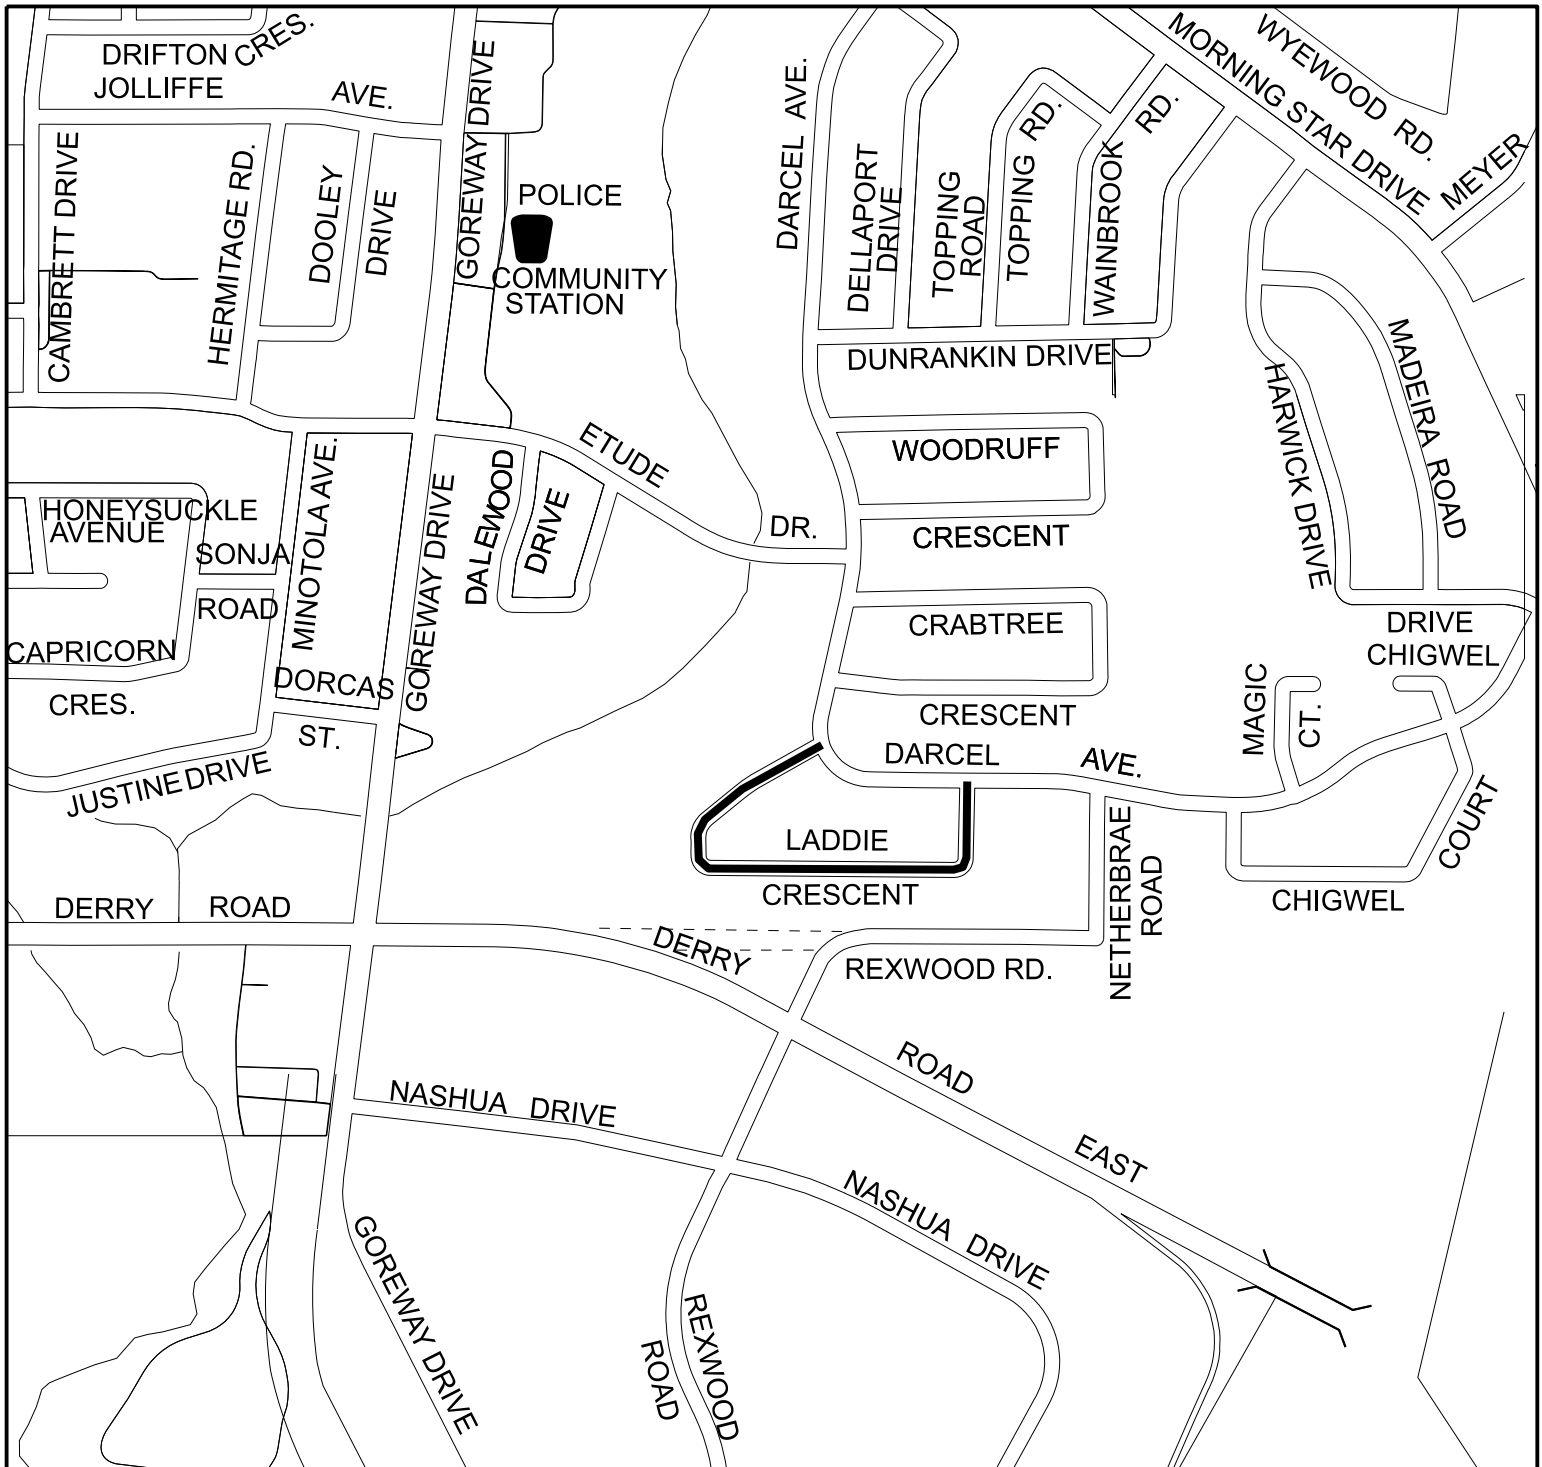 DRIFTON CRES.
JOLLIFFE AVE.
GOREWAY DRIVE
DARCEL AVE.
MORNING STAR DRIVE
WYEWOOD RD.
MEYER
CAMBRETT DRIVE
HERMITAGE RD.
DOOLEY
DRIVE
GOREWAY DRIVE
POLICE
COMMUNITY
STATION
DELLAPORT
DRIVE
TOPPING
ROAD
TOPPING RD.
WAINBROOK RD.
DUNRANKIN DRIVE
HARWICK DRIVE
MADEIRA ROAD
WOODRUFF
CRESCENT
ETUDE DR.
DALEWOOD
DRIVE
GOREWAY DRIVE
MINOTOLA AVE.
HONEYSUCKLE
AVENUE
SONJA
ROAD
CAPRICORN
CRES.
DORCAS
ST.
JUSTINE DRIVE
CRABTREE
CRESCENT
DRIVE
CHIGWEL
MAGIC
CT.
DARCEL AVE.
LADDIE
CRESCENT
NETHERBRAE
ROAD
COURT
CHIGWEL
DERRY ROAD
DERRY
REXWOOD RD.
ROAD
EAST
NASHUA DRIVE
NASHUA DRIVE
GOREWAY DRIVE
REXWOOD
ROAD